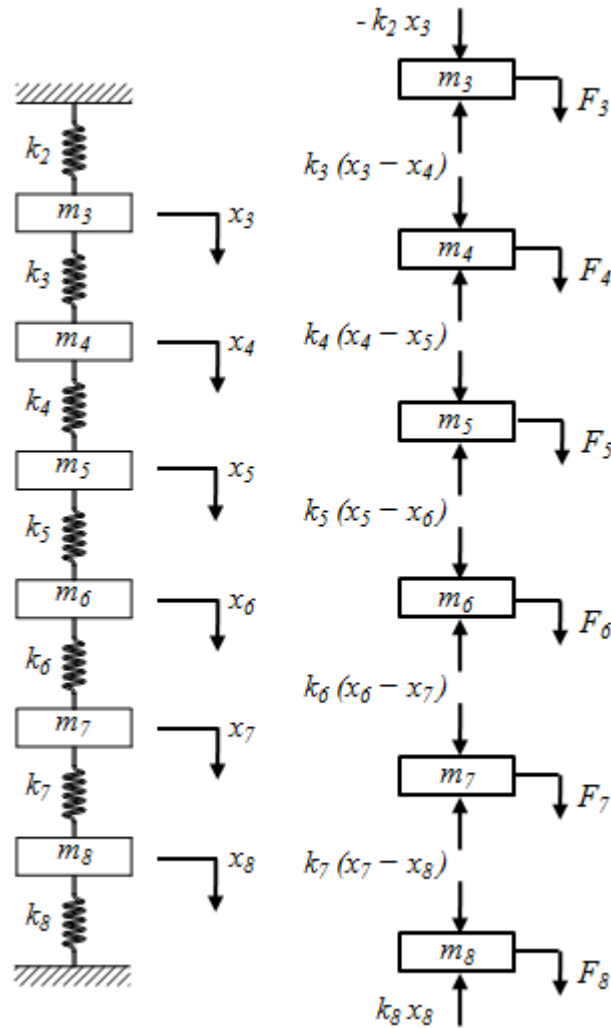 k₂
m₃
x₃
k₃
m₄
x₄
k₄
m₅
x₅
k₅
m₆
x₆
k₆
m₇
x₇
k₇
m₈
x₈
k₈
- k₂ x₃
m₃
F₃
k₃ (x₃ − x₄)
m₄
F₄
k₄ (x₄ − x₅)
m₅
F₅
k₅ (x₅ − x₆)
m₆
F₆
k₆ (x₆ − x₇)
m₇
F₇
k₇ (x₇ − x₈)
m₈
F₈
k₈ x₈